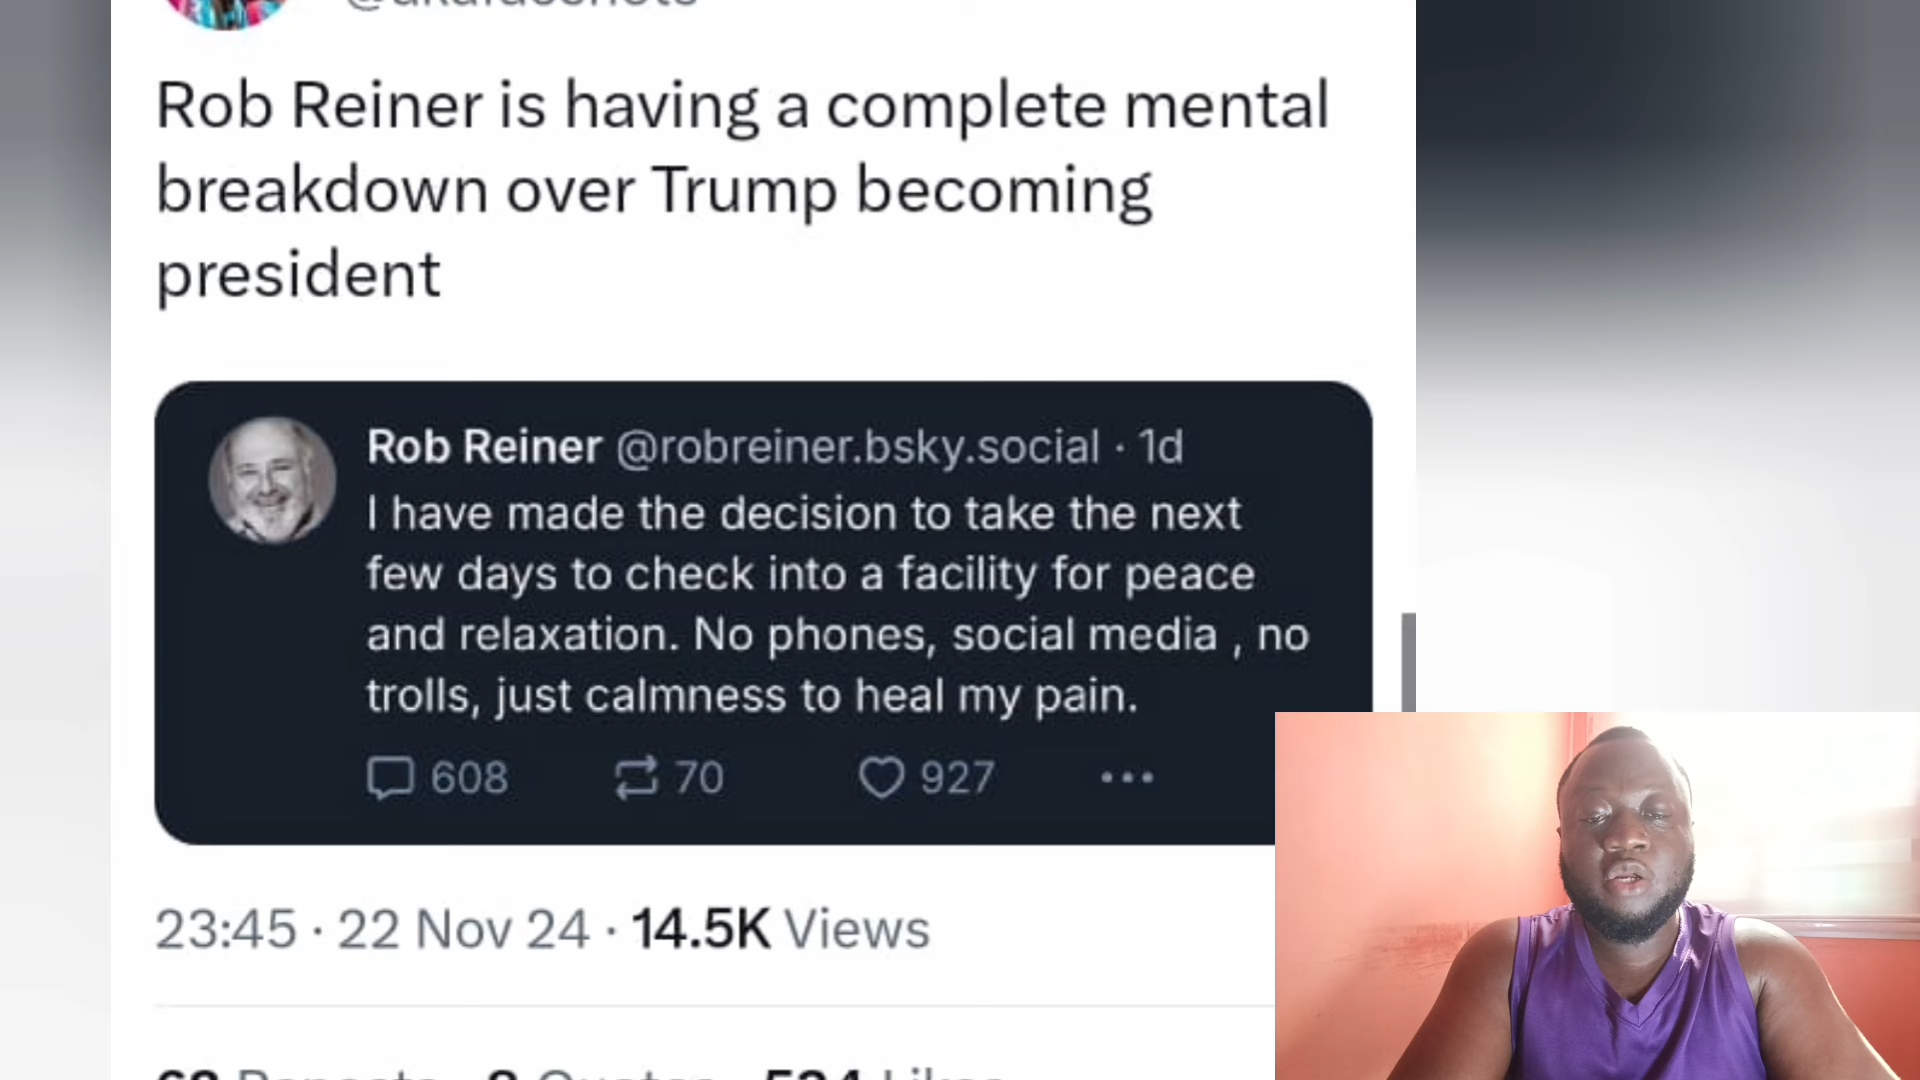 Rob Reiner is having a complete mental
breakdown over Trump becoming
president
Rob Reiner @robreiner.bsky.social · 1d
I have made the decision to take the next
few days to check into a facility for peace
and relaxation. No phones, social media , no
trolls, just calmness to heal my pain.
608 70 927
23:45 · 22 Nov 24 · 14.5K Views
Reposts Quotes Likes